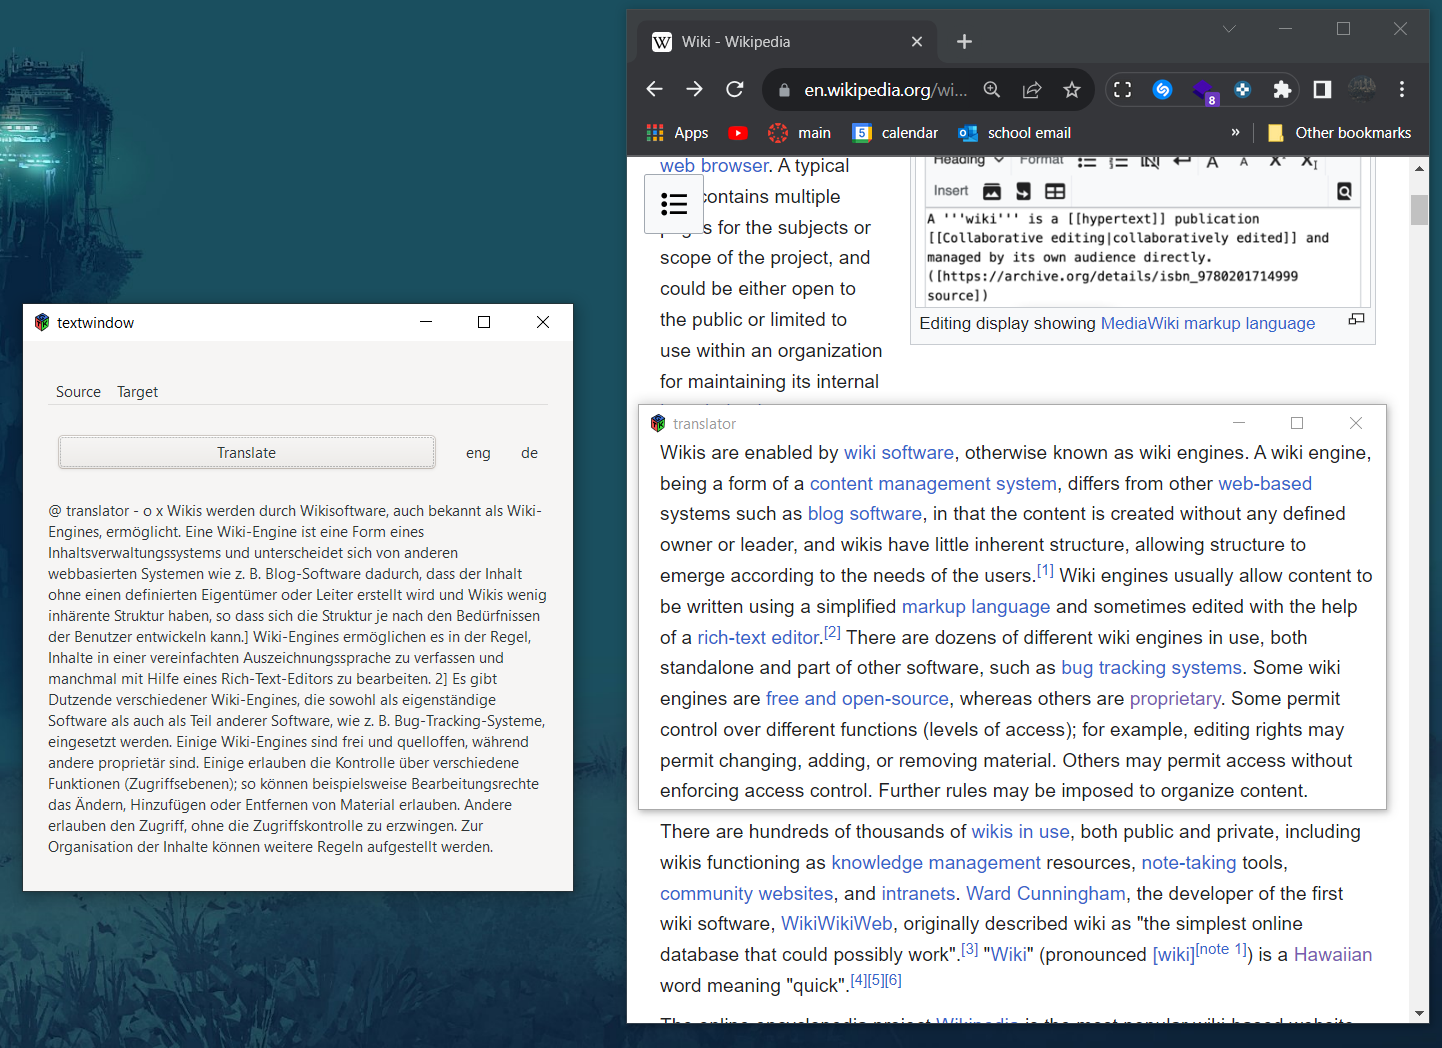 textwindow
Source Target
Translate eng de
@ translator - o x Wikis werden durch Wikisoftware, auch bekannt als Wiki-
Engines, ermöglicht. Eine Wiki-Engine ist eine Form eines
Inhaltsverwaltungssystems und unterscheidet sich von anderen
webbasierten Systemen wie z. B. Blog-Software dadurch, dass der Inhalt
ohne einen definierten Eigentümer oder Leiter erstellt wird und Wikis wenig
inhärente Struktur haben, so dass sich die Struktur je nach den Bedürfnissen
der Benutzer entwickeln kann.] Wiki-Engines ermöglichen es in der Regel,
Inhalte in einer vereinfachten Auszeichnungssprache zu verfassen und
manchmal mit Hilfe eines Rich-Text-Editors zu bearbeiten. 2] Es gibt
Dutzende verschiedener Wiki-Engines, die sowohl als eigenständige
Software als auch als Teil anderer Software, wie z. B. Bug-Tracking-Systeme,
eingesetzt werden. Einige Wiki-Engines sind frei und quelloffen, während
andere proprietär sind. Einige erlauben die Kontrolle über verschiedene
Funktionen (Zugriffsebenen); so können beispielsweise Bearbeitungsrechte
das Ändern, Hinzufügen oder Entfernen von Material erlauben. Andere
erlauben den Zugriff, ohne die Zugriffskontrolle zu erzwingen. Zur
Organisation der Inhalte können weitere Regeln aufgestellt werden.
W Wiki - Wikipedia
en.wikipedia.org/wi...
8
Apps main 5 calendar school email » Other bookmarks
web browser. A typical
contains multiple
for the subjects or
scope of the project, and
could be either open to
the public or limited to
use within an organization
for maintaining its internal
Heading Format
Insert
A '''wiki''' is a [[hypertext]] publication
[[Collaborative editing|collaboratively edited]] and
managed by its own audience directly.
([https://archive.org/details/isbn_9780201714999
source])
Editing display showing MediaWiki markup language
translator
Wikis are enabled by wiki software, otherwise known as wiki engines. A wiki engine,
being a form of a content management system, differs from other web-based
systems such as blog software, in that the content is created without any defined
owner or leader, and wikis have little inherent structure, allowing structure to
emerge according to the needs of the users.[1] Wiki engines usually allow content to
be written using a simplified markup language and sometimes edited with the help
of a rich-text editor.[2] There are dozens of different wiki engines in use, both
standalone and part of other software, such as bug tracking systems. Some wiki
engines are free and open-source, whereas others are proprietary. Some permit
control over different functions (levels of access); for example, editing rights may
permit changing, adding, or removing material. Others may permit access without
enforcing access control. Further rules may be imposed to organize content.
There are hundreds of thousands of wikis in use, both public and private, including
wikis functioning as knowledge management resources, note-taking tools,
community websites, and intranets. Ward Cunningham, the developer of the first
wiki software, WikiWikiWeb, originally described wiki as "the simplest online
database that could possibly work".[3] "Wiki" (pronounced [wiki][note 1]) is a Hawaiian
word meaning "quick".[4][5][6]
The online encyclopedia project Wikipedia is the most popular wiki-based website